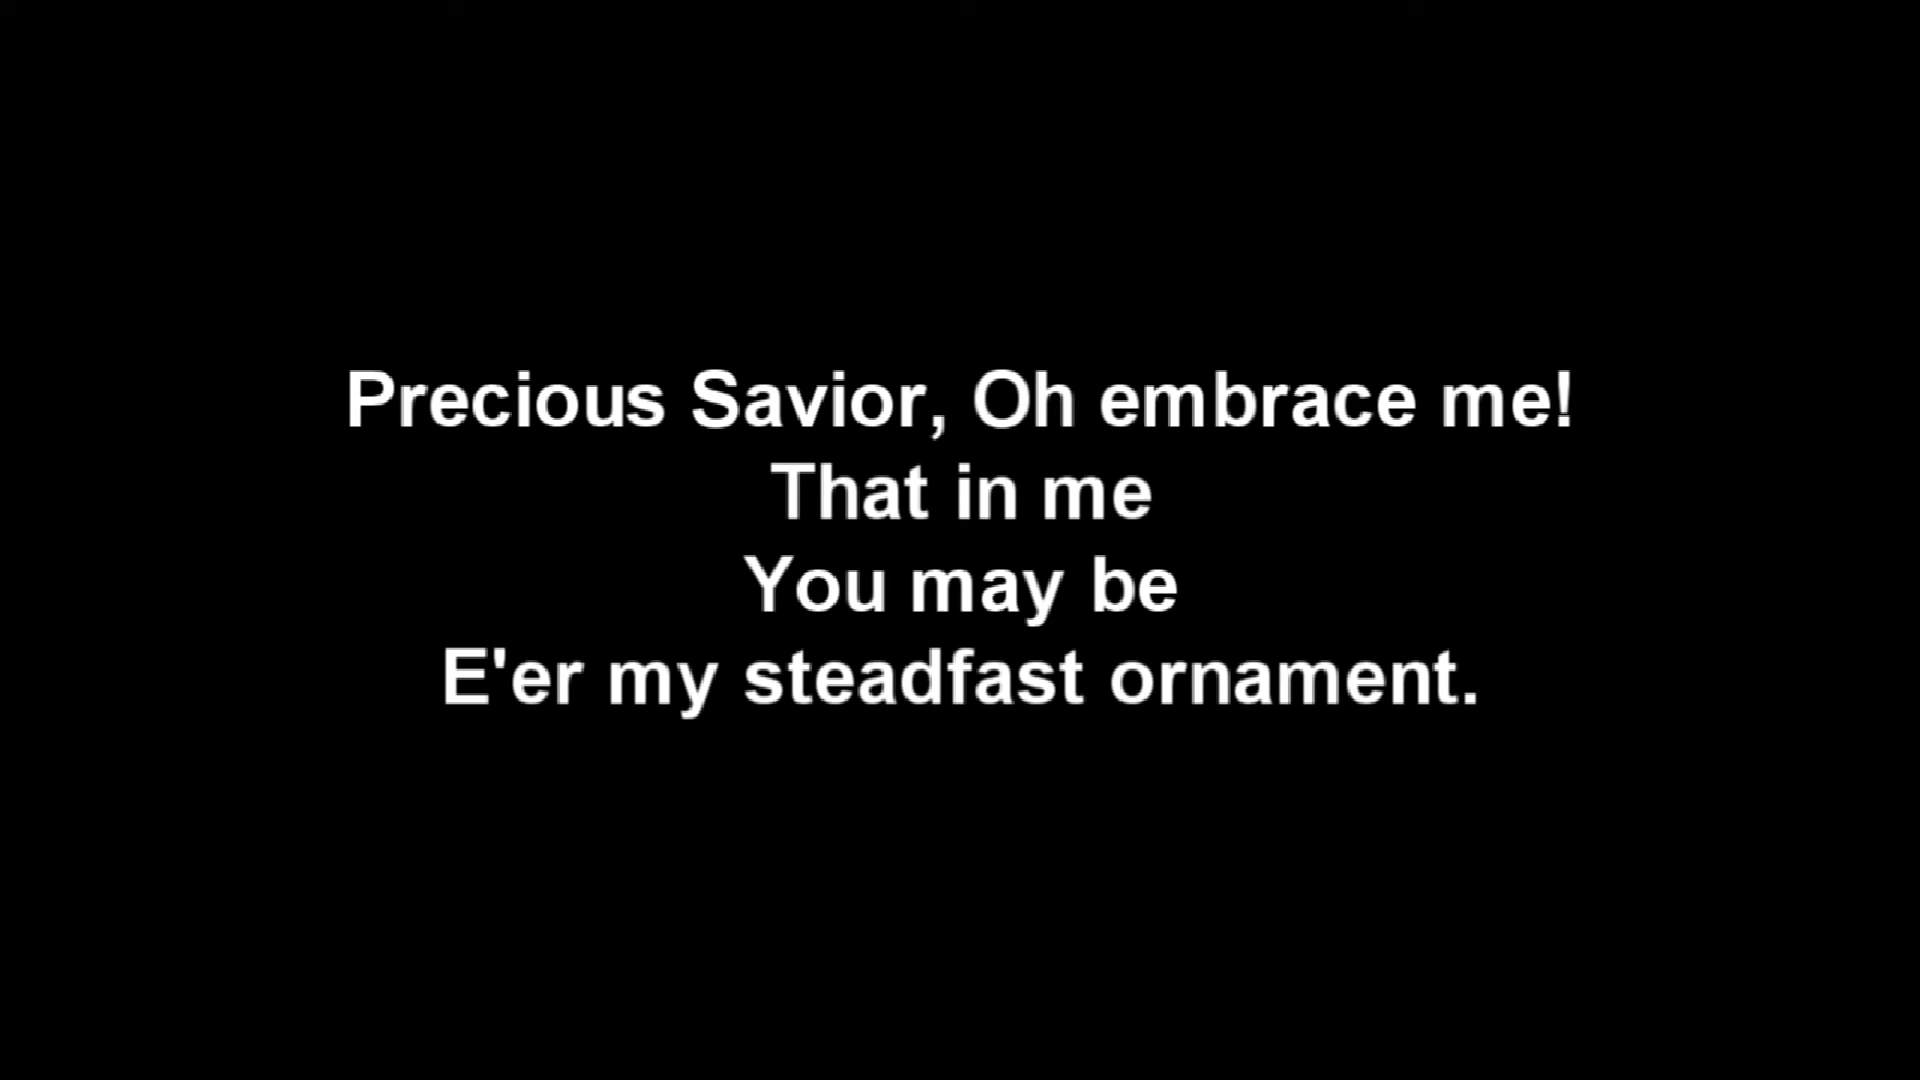 Precious Savior, Oh embrace me!
That in me
You may be
E'er my steadfast ornament.